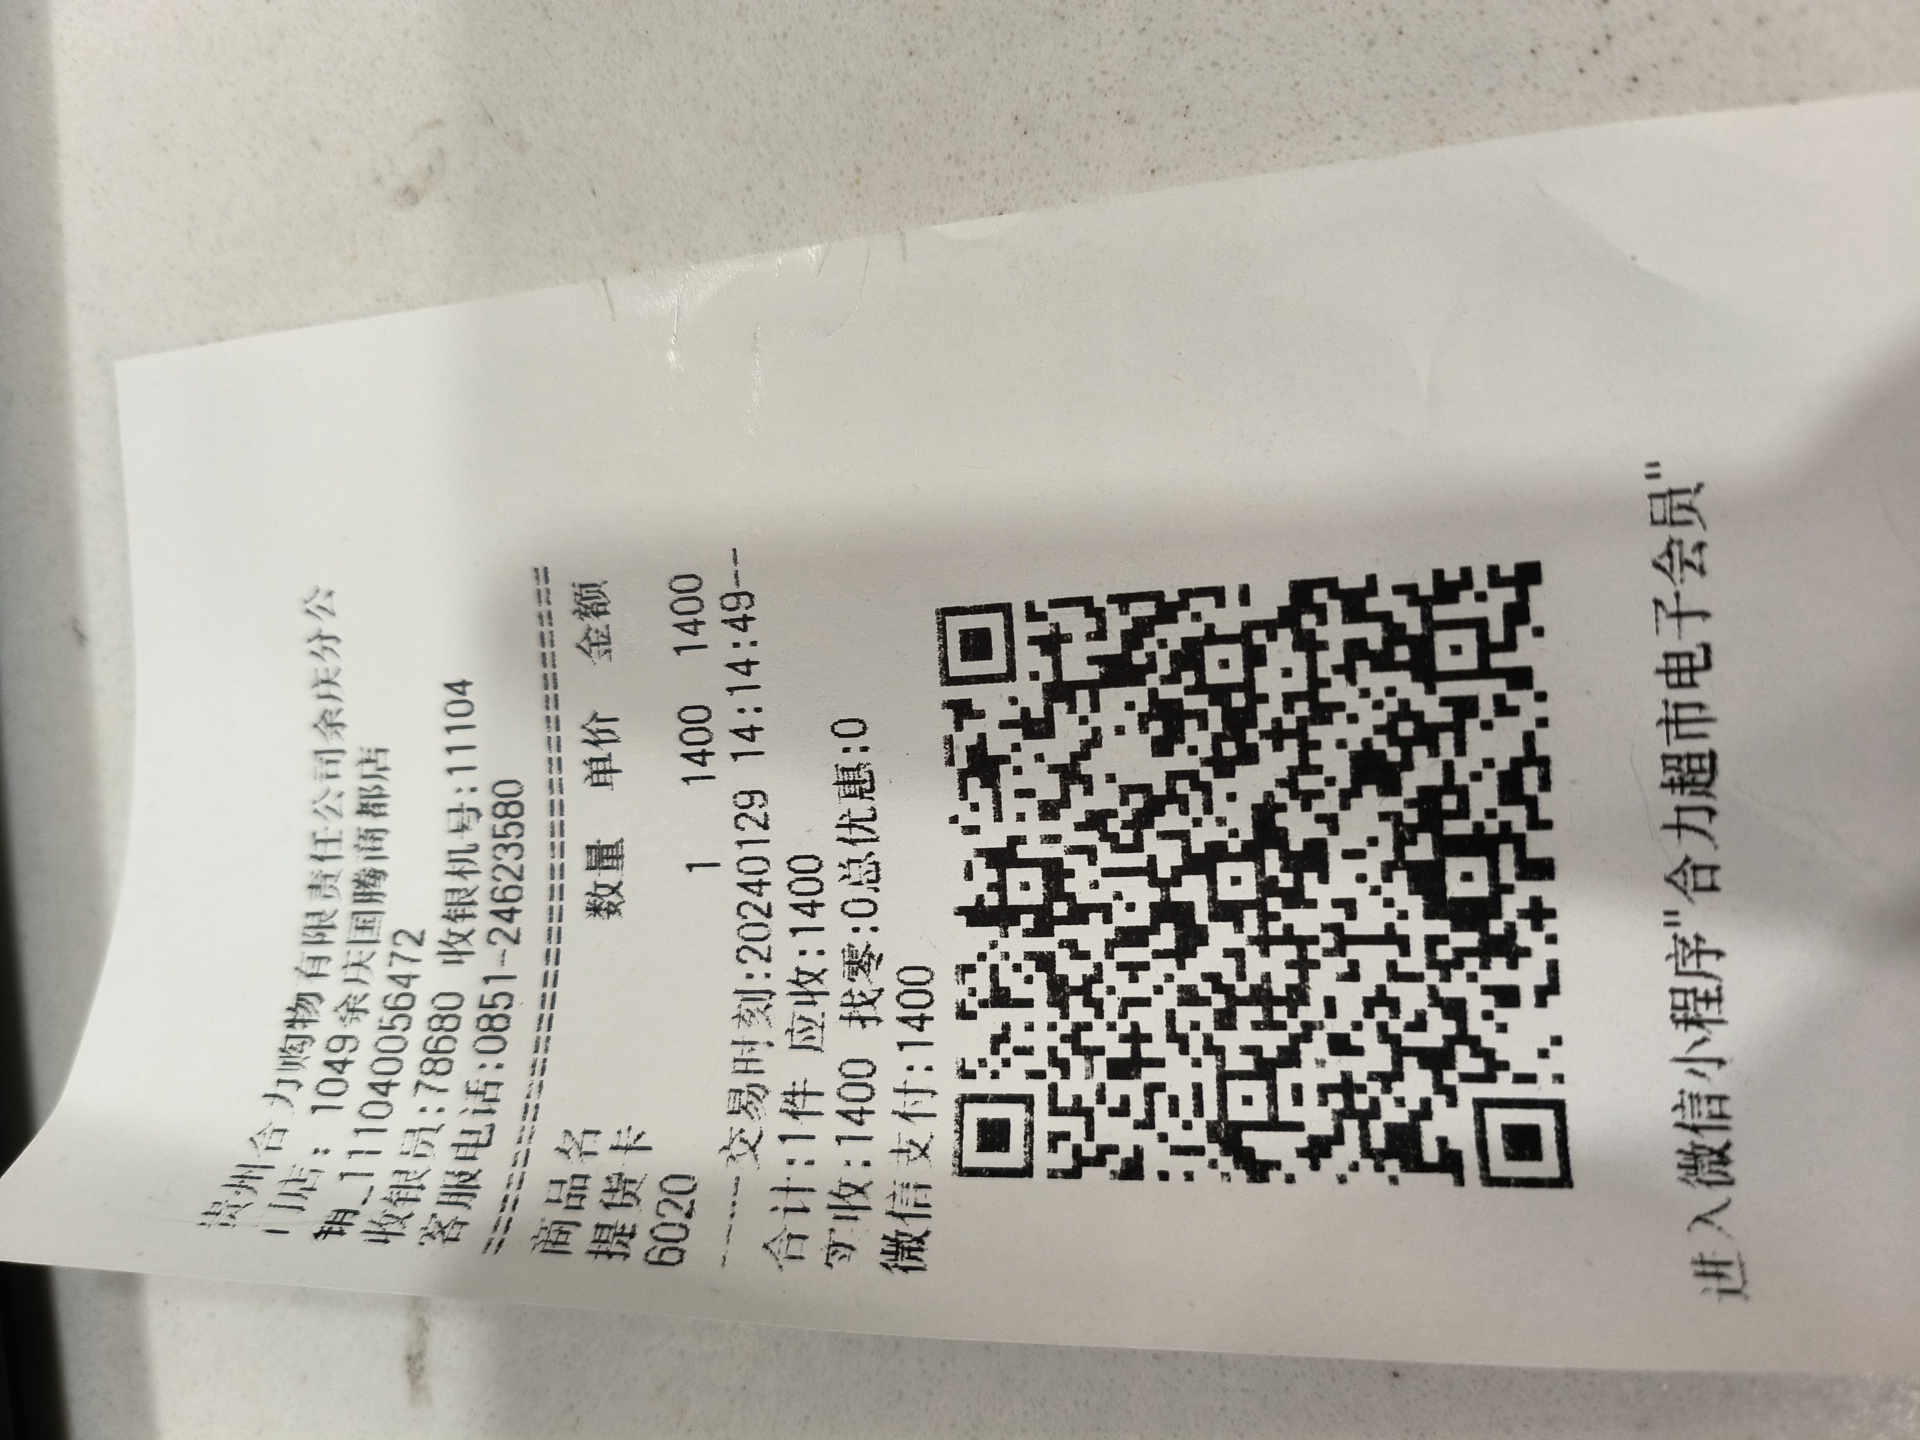 贵州合力购物有限责任公司余庆分公
门店: 1049余庆国腾商都店
销_111040056472
收银员:78680 收银机号:11104
客服电话:0851-24623580
==========================================
商品名 数量 单价 金额
提货卡
6020 1 1400 1400
------交易时刻:20240129 14:14:49--
合计:1件 应收:1400
实收:1400 找零:0总优惠:0
微信支付:1400
进入微信小程序"合力超市电子会员"